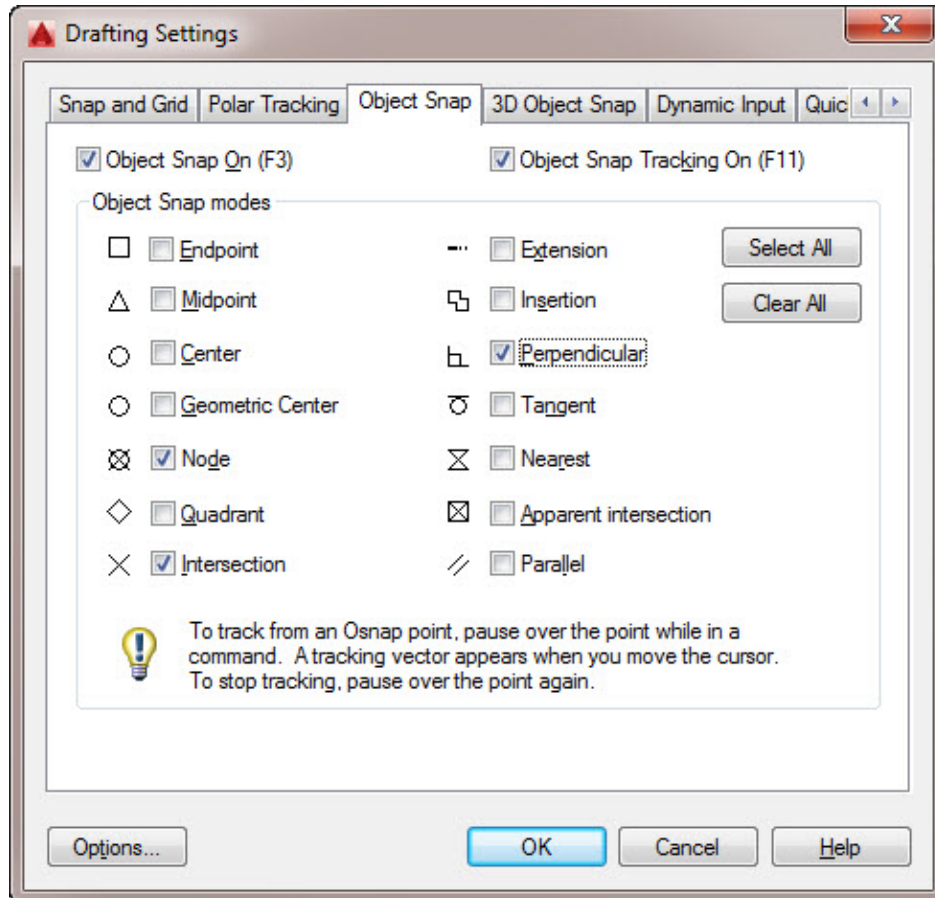 Drafting Settings
Snap and Grid Polar Tracking Object Snap 3D Object Snap Dynamic Input Quic
Object Snap On (F3) Object Snap Tracking On (F11)
Object Snap modes
Endpoint Extension Select All
Midpoint Insertion Clear All
Center Perpendicular
Geometric Center Tangent
Node Nearest
Quadrant Apparent intersection
Intersection Parallel
To track from an Osnap point, pause over the point while in a
command. A tracking vector appears when you move the cursor.
To stop tracking, pause over the point again.
Options... OK Cancel Help